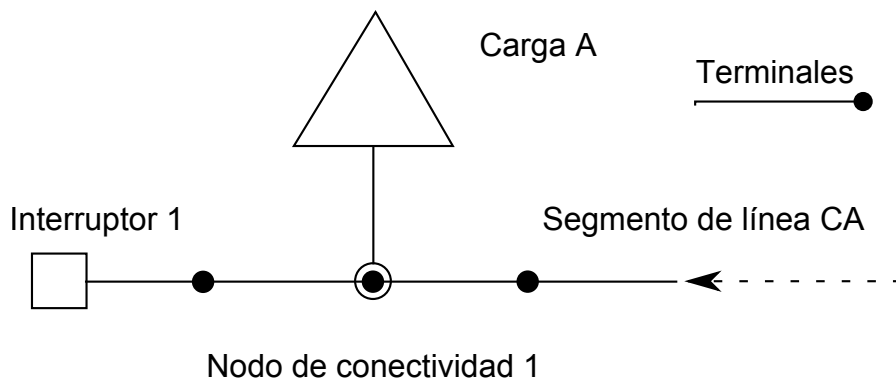 Carga A
Terminales
Interruptor 1
Segmento de línea CA
Nodo de conectividad 1